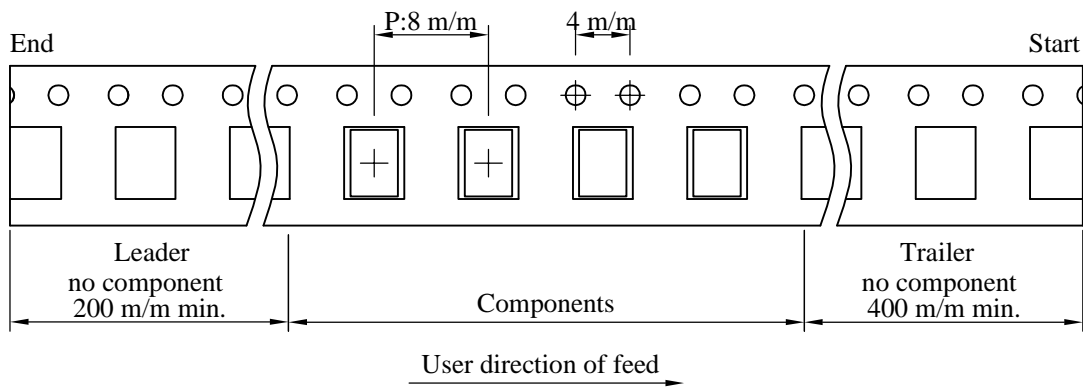 P:8 m/m
4 m/m
End
Start
Leader
no component
200 m/m min.
Components
Trailer
no component
400 m/m min.
User direction of feed